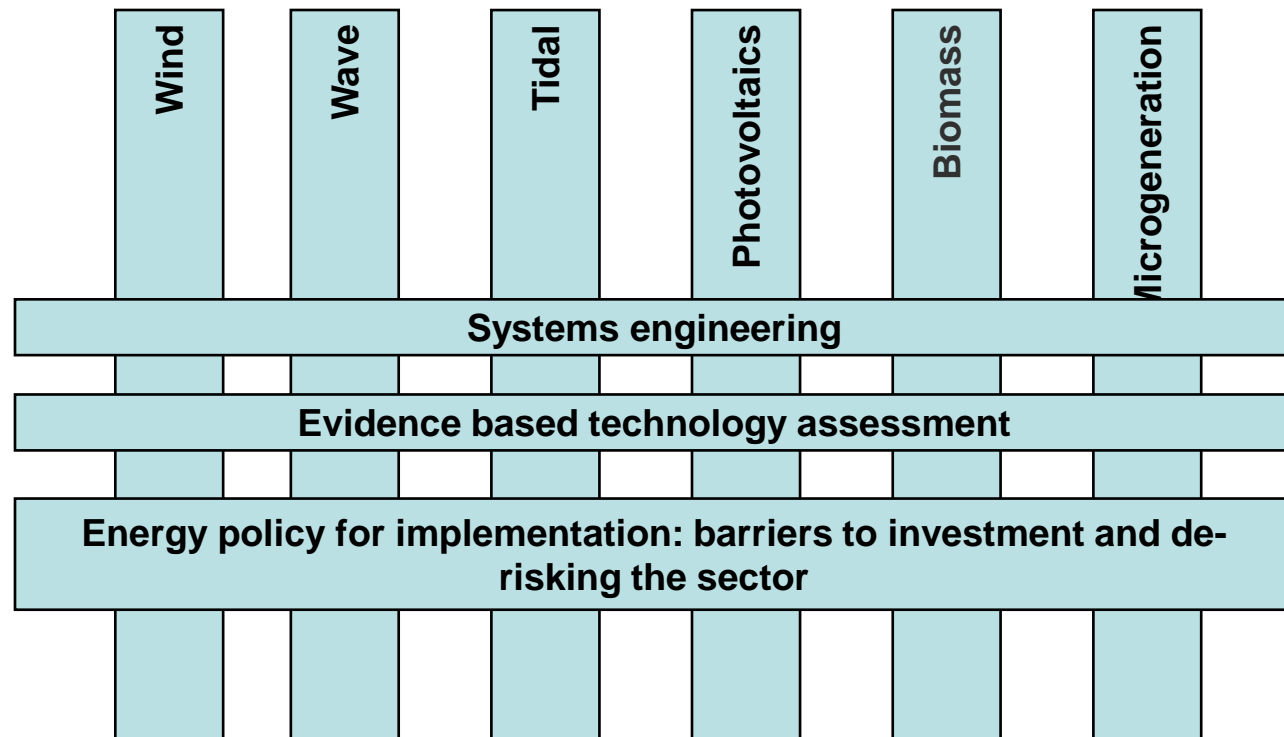 Wind
Wave
Tidal
Photovoltaics
Biomass
Microgeneration
Systems engineering
Evidence based technology assessment
Energy policy for implementation: barriers to investment and de-
risking the sector